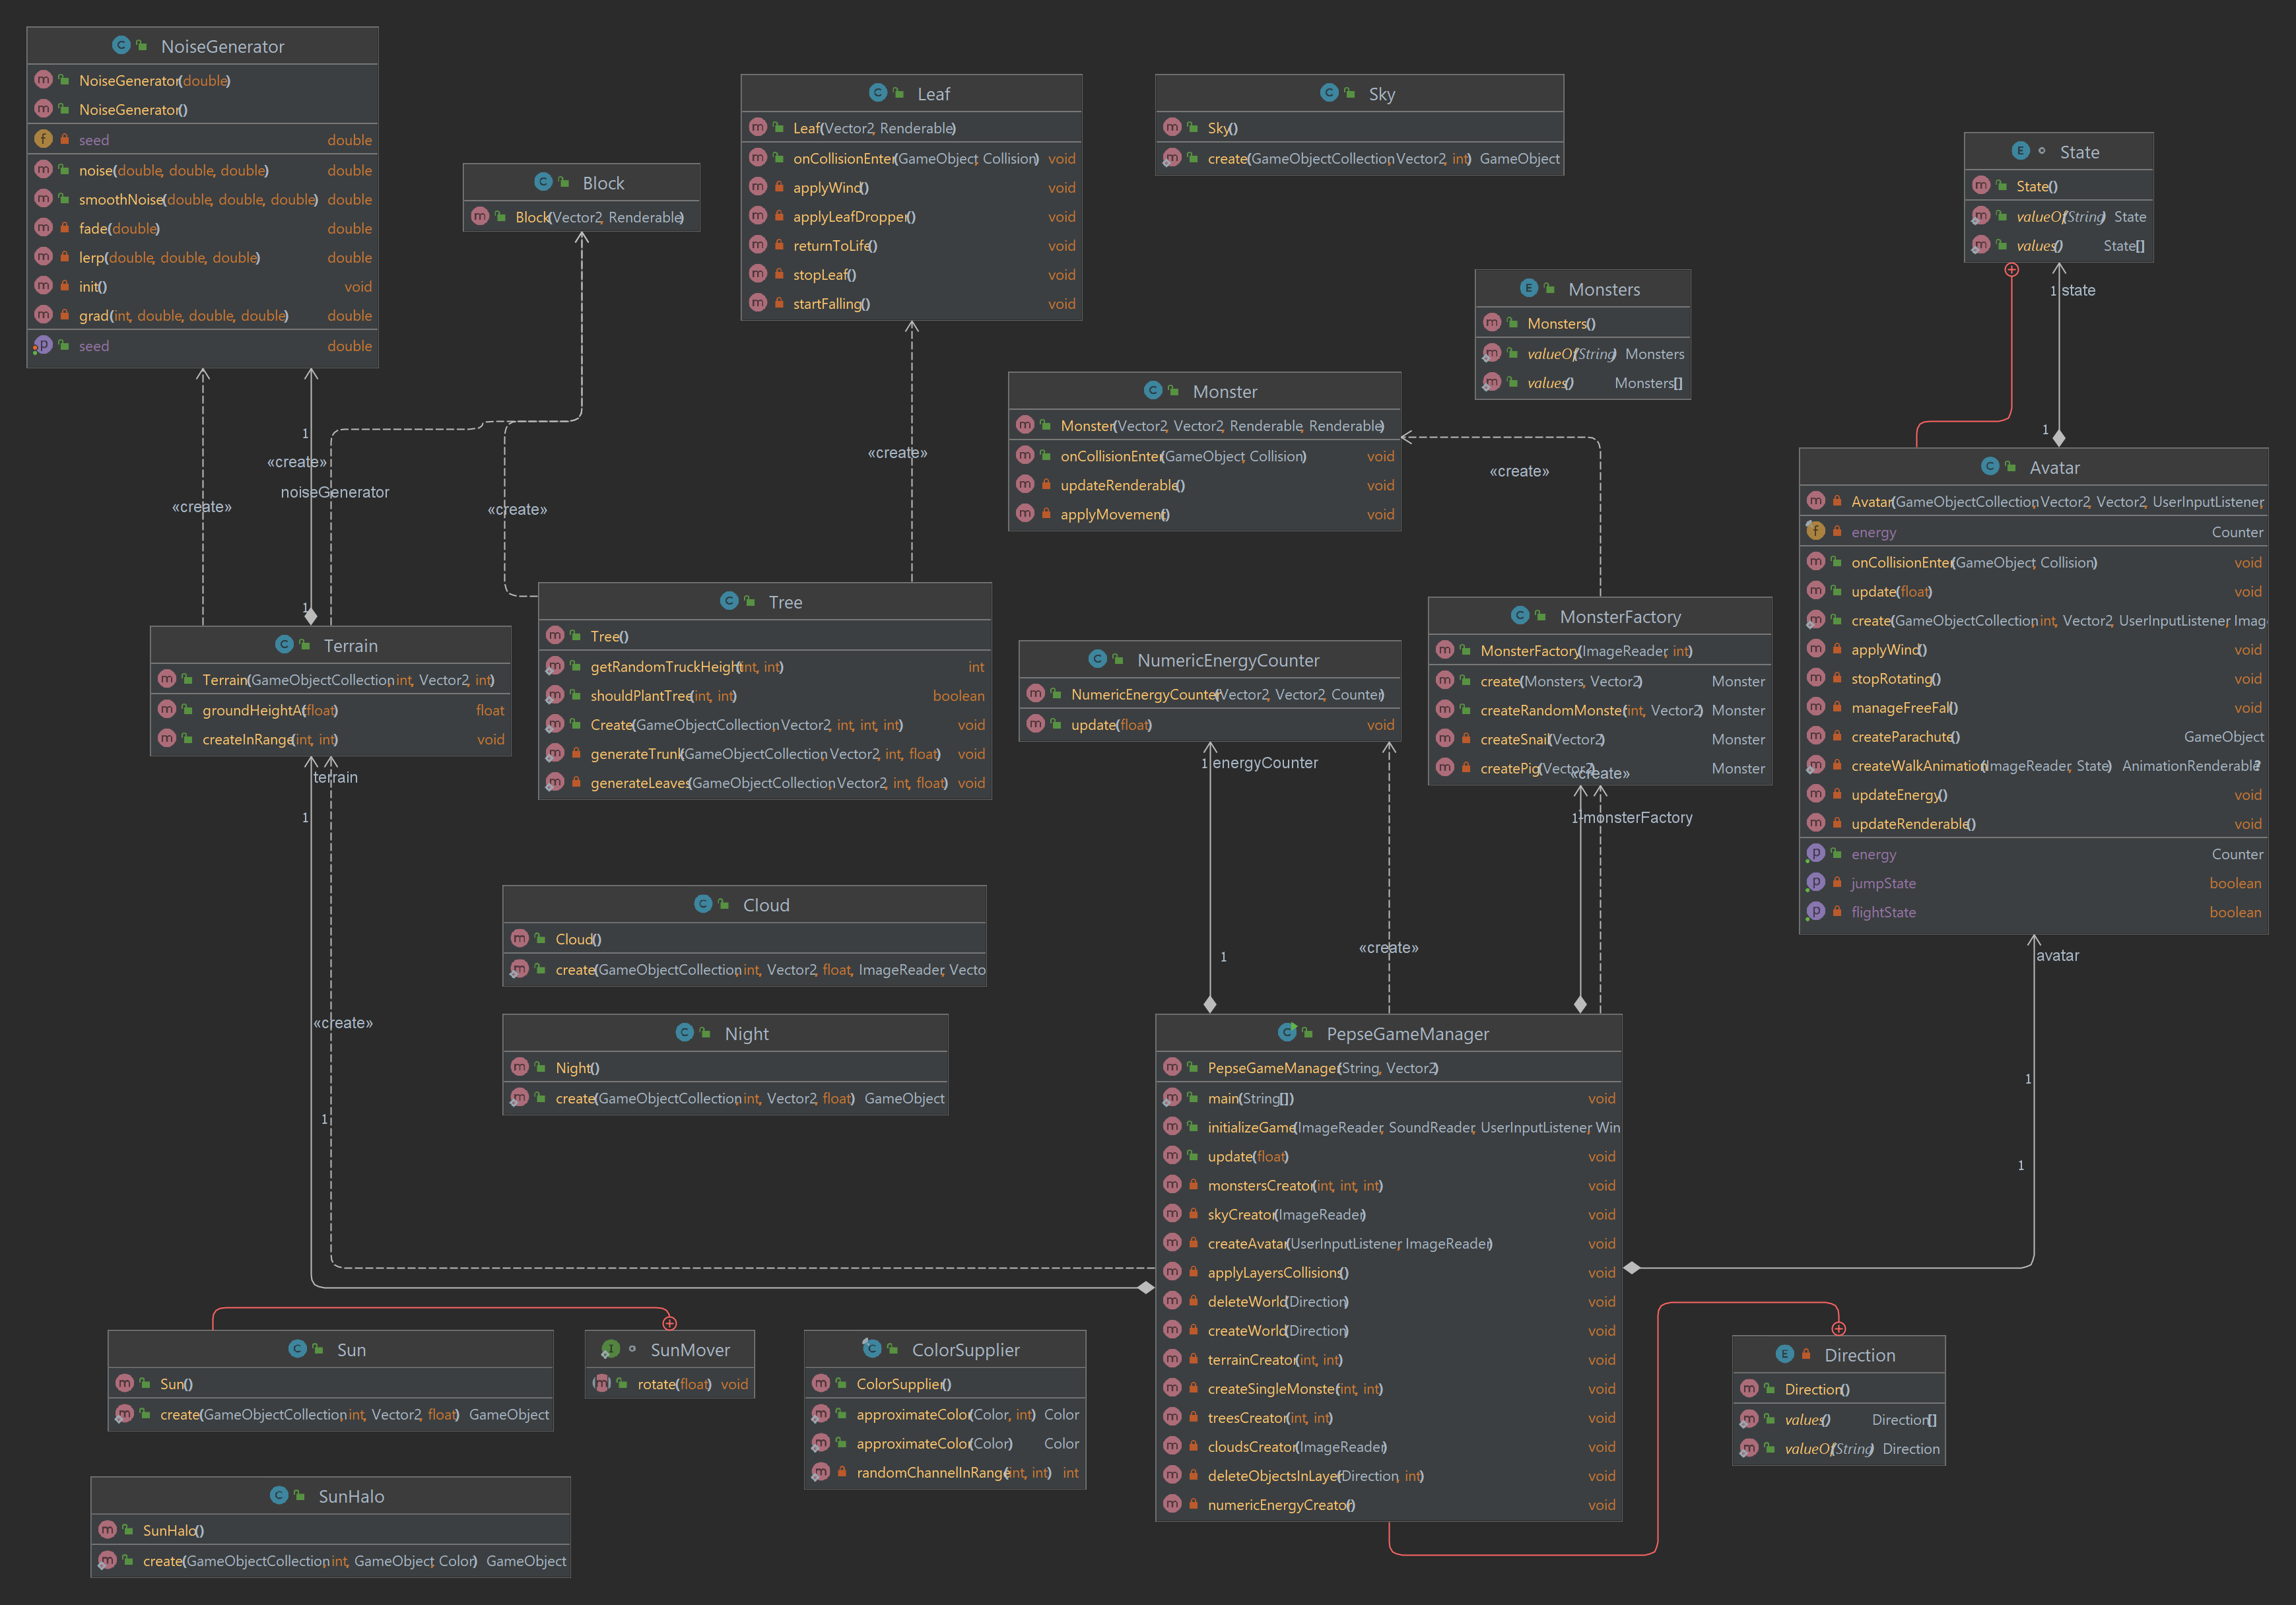 NoiseGenerator
NoiseGenerator(double)
NoiseGenerator()
seed double
noise(double, double, double) double
smoothNoise(double, double, double) double
fade(double) double
lerp(double, double, double) double
init() void
grad(int, double, double, double) double
seed double
Block
Block(Vector2, Renderable)
Leaf
Leaf(Vector2, Renderable)
onCollisionEnter(GameObject, Collision) void
applyWind() void
applyLeafDropper() void
returnToLife() void
stopLeaf() void
startFalling() void
Sky
Sky()
create(GameObjectCollection, Vector2, int) GameObject
State
State()
valueOf(String) State
values() State[]
1 state
1
Monsters
Monsters()
valueOf(String) Monsters
values() Monsters[]
Monster
Monster(Vector2, Vector2, Renderable, Renderable)
onCollisionEnter(GameObject, Collision) void
updateRenderable() void
applyMovement() void
1
«create»
noiseGenerator
«create»
«create»
«create»
«create»
1
Avatar
Avatar(GameObjectCollection, Vector2, Vector2, UserInputListener,
energy Counter
onCollisionEnter(GameObject, Collision) void
update(float) void
create(GameObjectCollection, int, Vector2, UserInputListener, Imag
applyWind() void
stopRotating() void
manageFreeFall() void
createParachute() GameObject
createWalkAnimation(ImageReader, State) AnimationRenderable?
updateEnergy() void
updateRenderable() void
energy Counter
jumpState boolean
flightState boolean
Terrain
Terrain(GameObjectCollection, int, Vector2, int)
groundHeightAt(float) float
createInRange(int, int) void
Tree
Tree()
getRandomTruckHeight(int, int) int
shouldPlantTree(int, int) boolean
Create(GameObjectCollection, Vector2, int, int, int) void
generateTrunk(GameObjectCollection, Vector2, int, float) void
generateLeaves(GameObjectCollection, Vector2, int, float) void
NumericEnergyCounter
NumericEnergyCounter(Vector2, Vector2, Counter)
update(float) void
MonsterFactory
MonsterFactory(ImageReader, int)
create(Monsters, Vector2) Monster
createRandomMonster(int, Vector2) Monster
createSnail(Vector2) Monster
createPig(Vector2) Monster
«create»
terrain
1
1 energyCounter
1 monsterFactory
1
Cloud
Cloud()
create(GameObjectCollection, int, Vector2, float, ImageReader, Vecto
1
«create»
avatar
«create»
Night
Night()
create(GameObjectCollection, int, Vector2, float) GameObject
1
1
1
PepseGameManager
PepseGameManager(String, Vector2)
main(String[]) void
initializeGame(ImageReader, SoundReader, UserInputListener, Win
update(float) void
monstersCreator(int, int, int) void
skyCreator(ImageReader) void
createAvatar(UserInputListener, ImageReader) void
applyLayersCollisions() void
deleteWorld(Direction) void
createWorld(Direction) void
terrainCreator(int, int) void
createSingleMonster(int, int) void
treesCreator(int, int) void
cloudsCreator(ImageReader) void
deleteObjectsInLayer(Direction, int) void
numericEnergyCreator() void
Sun
Sun()
create(GameObjectCollection, int, Vector2, float) GameObject
SunMover
rotate(float) void
ColorSupplier
ColorSupplier()
approximateColor(Color, int) Color
approximateColor(Color) Color
randomChannelInRange(int, int) int
Direction
Direction()
values() Direction[]
valueOf(String) Direction
SunHalo
SunHalo()
create(GameObjectCollection, int, GameObject, Color) GameObject